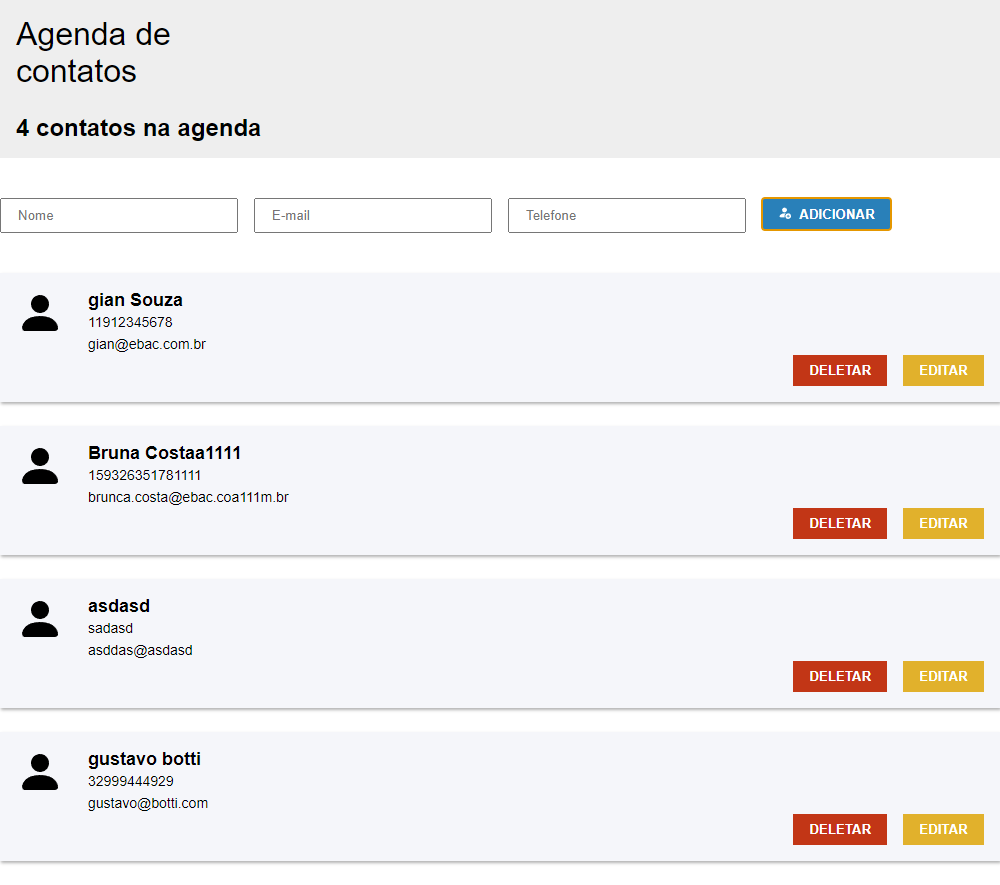 Agenda de
contatos
4 contatos na agenda
Nome E-mail Telefone ADICIONAR
gian Souza
11912345678
gian@ebac.com.br
DELETAR EDITAR
Bruna Costaa1111
159326351781111
brunca.costa@ebac.coa111m.br
DELETAR EDITAR
asdasd
sadasd
asddas@asdasd
DELETAR EDITAR
gustavo botti
32999444929
gustavo@botti.com
DELETAR EDITAR